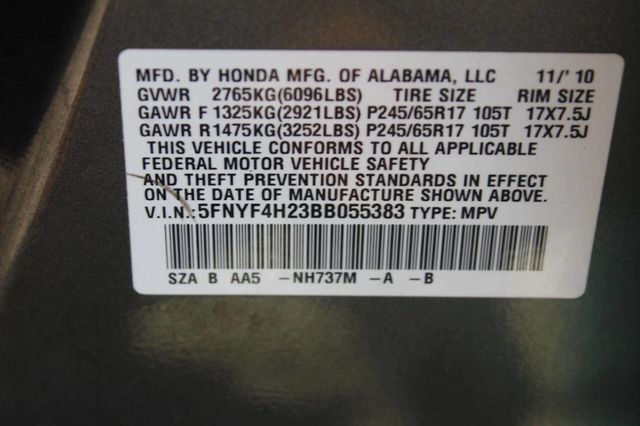 MFD. BY HONDA MFG. OF ALABAMA, LLC 11/' 10
GVWR 2765KG(6096LBS) TIRE SIZE RIM SIZE
GAWR F 1325KG(2921LBS) P245/65R17 105T 17X7.5J
GAWR R1475KG(3252LBS) P245/65R17 105T 17X7.5J
THIS VEHICLE CONFORMS TO ALL APPLICABLE
FEDERAL MOTOR VEHICLE SAFETY
AND THEFT PREVENTION STANDARDS IN EFFECT
ON THE DATE OF MANUFACTURE SHOWN ABOVE.
V.I.N.: 5FNYF4H23BB055383 TYPE: MPV
SZA B AA5 -NH737M -A -B